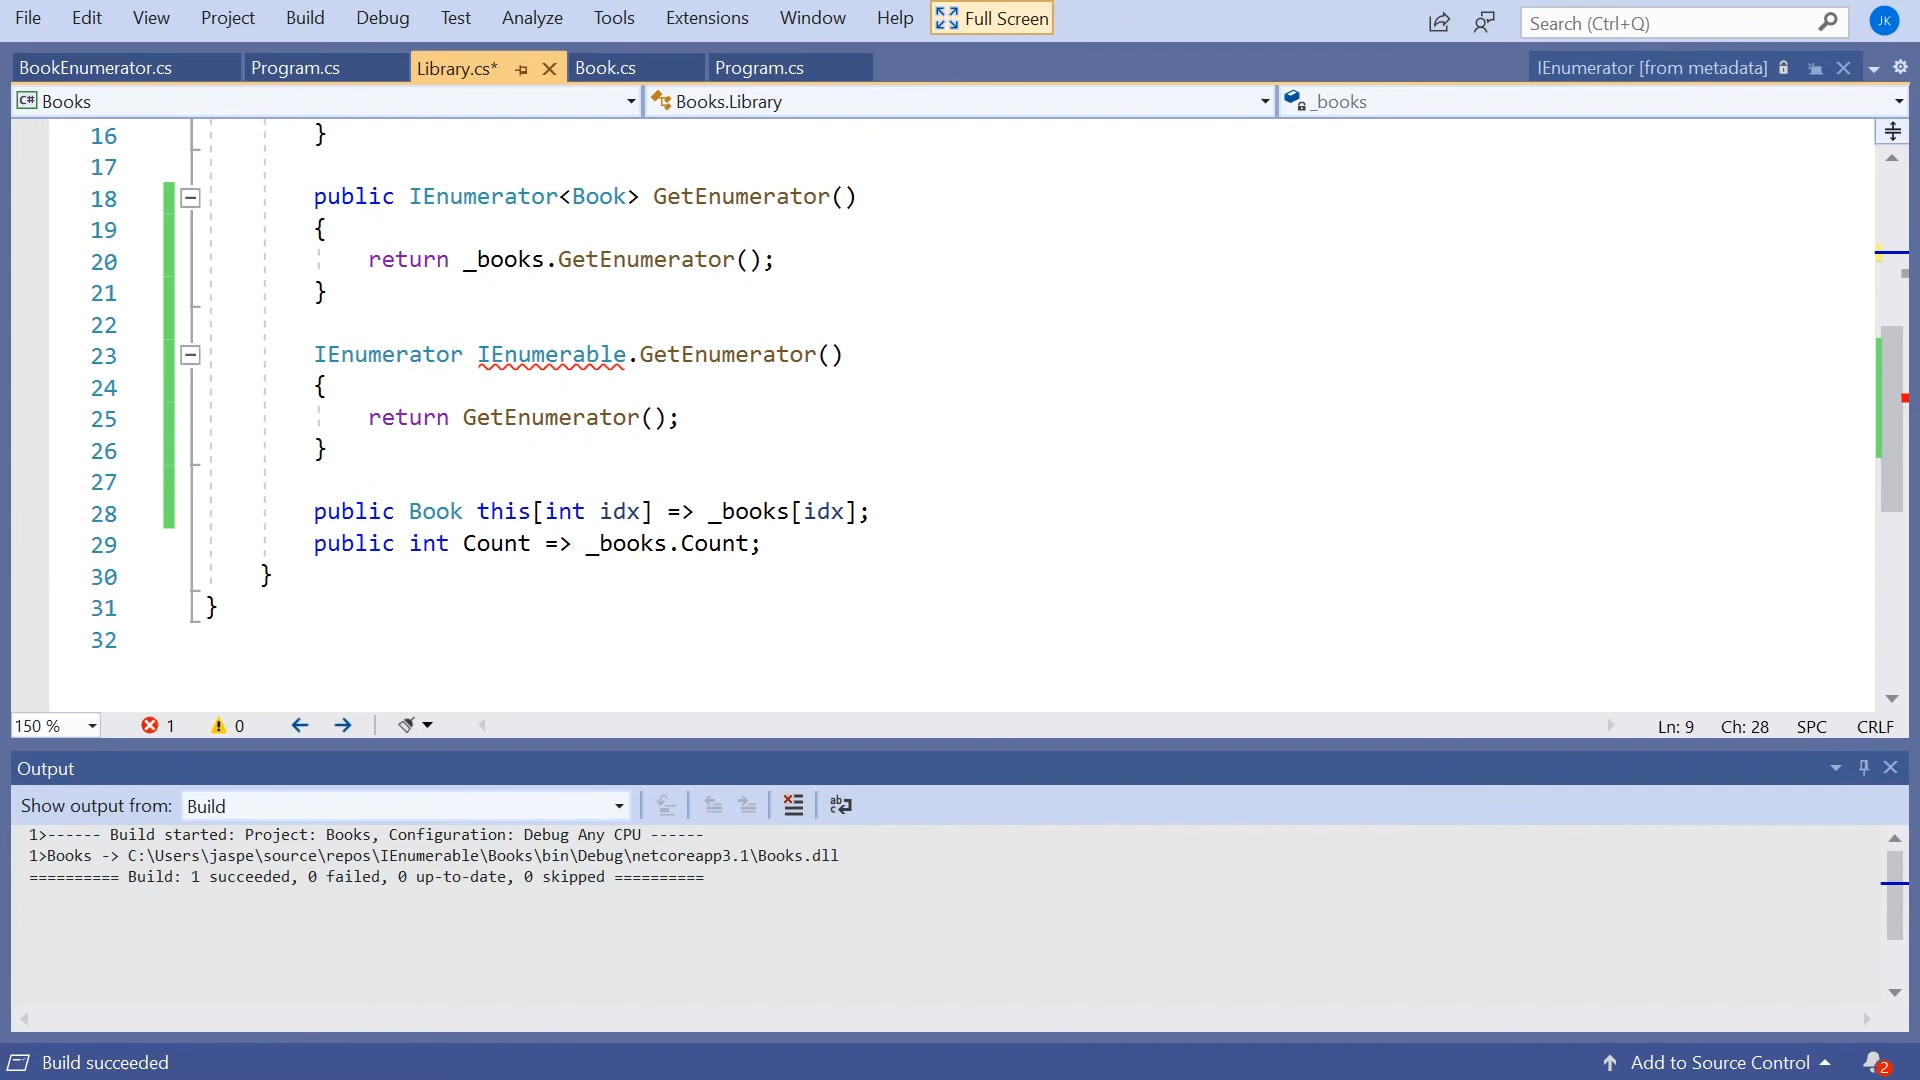 File Edit View Project Build Debug Test Analyze Tools Extensions Window Help Full Screen Search (Ctrl+Q) JK
BookEnumerator.cs Program.cs Library.cs* Book.cs Program.cs IEnumerator [from metadata]
C# Books Books.Library _books
16 }
17
18 public IEnumerator<Book> GetEnumerator()
19 {
20 return _books.GetEnumerator();
21 }
22
23 IEnumerator IEnumerable.GetEnumerator()
24 {
25 return GetEnumerator();
26 }
27
28 public Book this[int idx] => _books[idx];
29 public int Count => _books.Count;
30 }
31 }
32
150 % 1 0 Ln: 9 Ch: 28 SPC CRLF
Output
Show output from: Build
1>------ Build started: Project: Books, Configuration: Debug Any CPU ------
1>Books -> C:\Users\jaspe\source\repos\IEnumerable\Books\bin\Debug\netcoreapp3.1\Books.dll
========== Build: 1 succeeded, 0 failed, 0 up-to-date, 0 skipped ==========
Build succeeded Add to Source Control 2